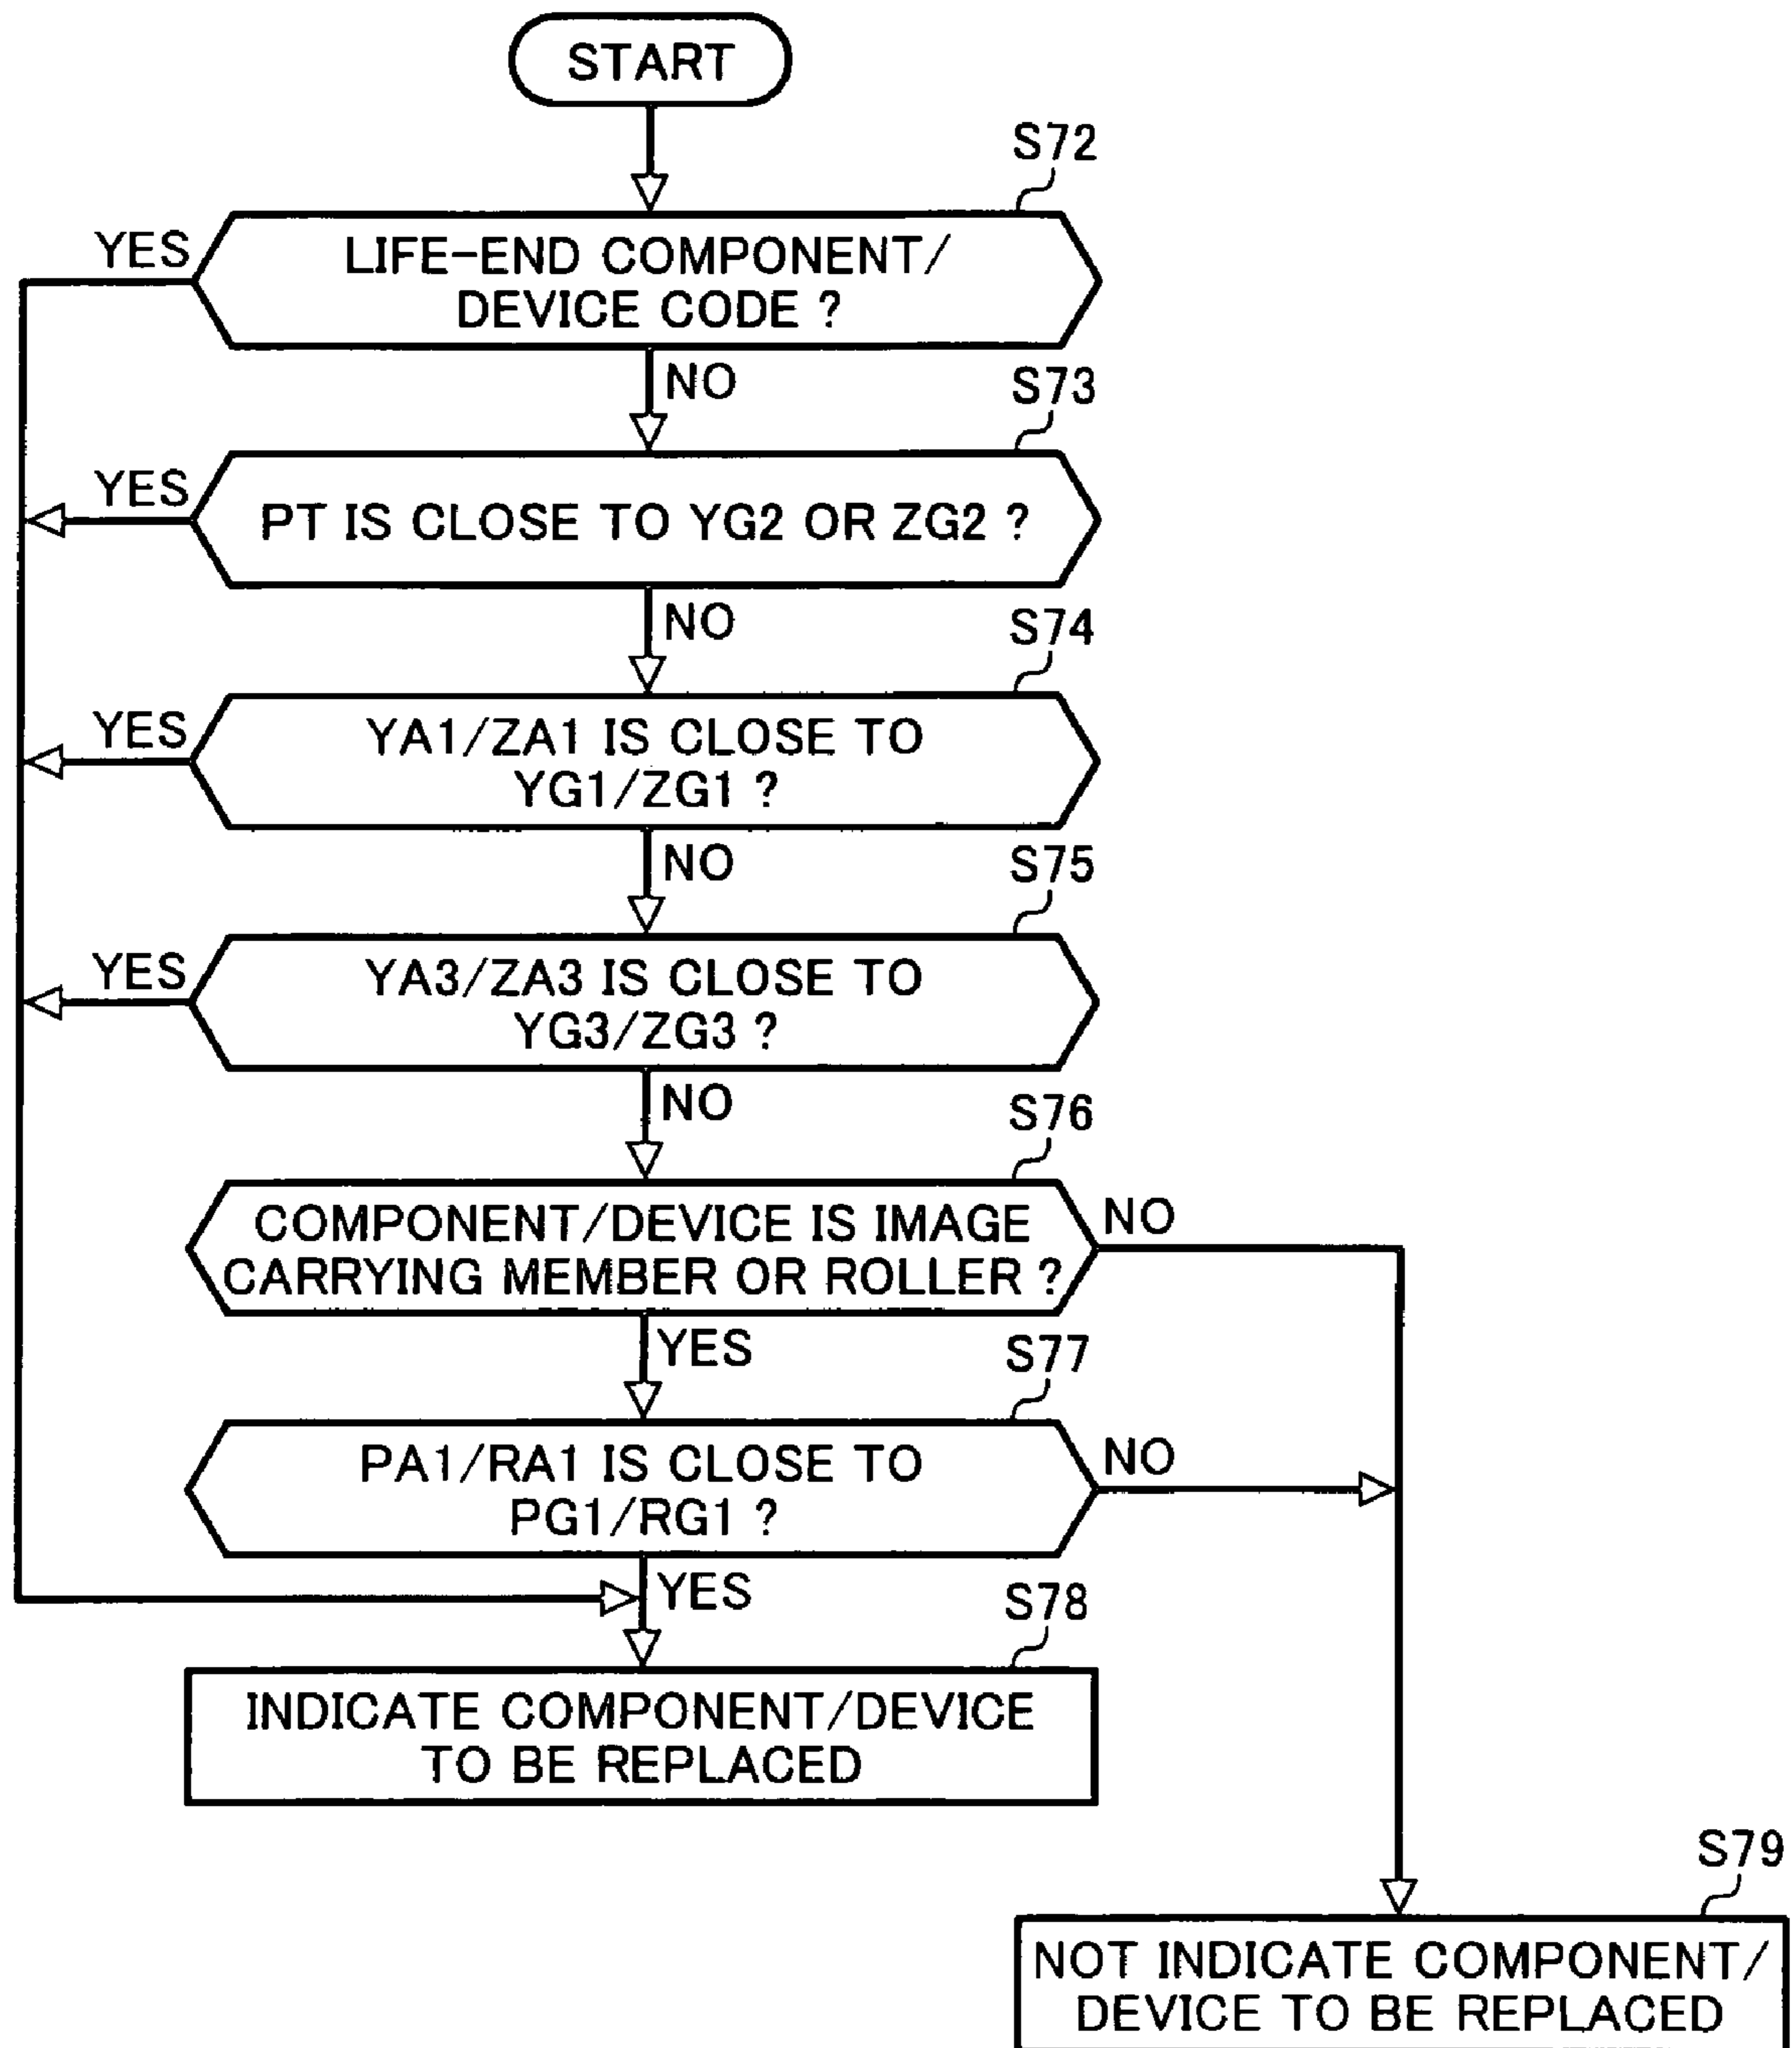 START
S72
YES
LIFE-END COMPONENT/
DEVICE CODE ?
NO
S73
YES
PT IS CLOSE TO YG2 OR ZG2 ?
NO
S74
YES
YA1/ZA1 IS CLOSE TO
YG1/ZG1 ?
NO
S75
YES
YA3/ZA3 IS CLOSE TO
YG3/ZG3 ?
NO
S76
COMPONENT/DEVICE IS IMAGE
CARRYING MEMBER OR ROLLER ?
NO
YES
S77
PA1/RA1 IS CLOSE TO
PG1/RG1 ?
NO
YES
S78
INDICATE COMPONENT/DEVICE
TO BE REPLACED
S79
NOT INDICATE COMPONENT/
DEVICE TO BE REPLACED